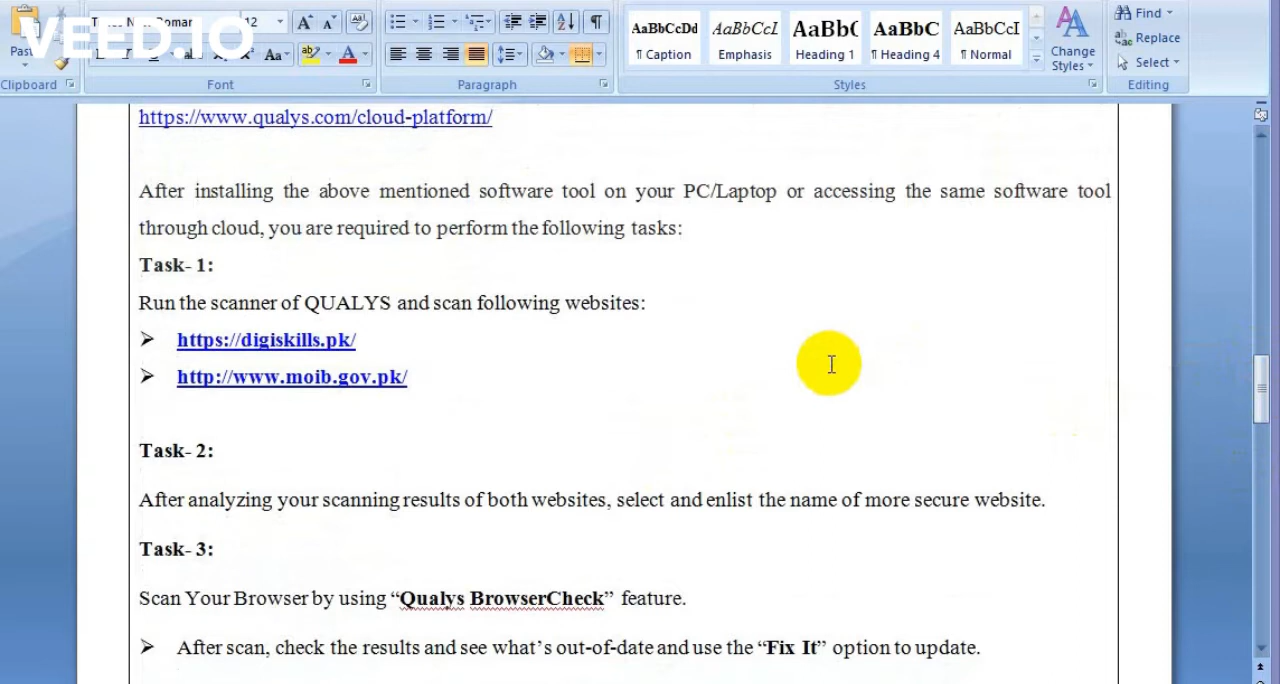 Times New Roman 12
VEED.IO
Aa
Clipboard
Font
Paragraph
AaBbCcDd AaBbCcI AaBb( AaBbC AaBbCcI
¶ Caption Emphasis Heading 1 ¶ Heading 4 ¶ Normal
Change
Styles
Styles
Find
Replace
Select
Editing
https://www.qualys.com/cloud-platform/
After installing the above mentioned software tool on your PC/Laptop or accessing the same software tool
through cloud, you are required to perform the following tasks:
Task- 1:
Run the scanner of QUALYS and scan following websites:
➢ https://digiskills.pk/
➢ http://www.moib.gov.pk/
Task- 2:
After analyzing your scanning results of both websites, select and enlist the name of more secure website.
Task- 3:
Scan Your Browser by using “Qualys BrowserCheck” feature.
➢ After scan, check the results and see what’s out-of-date and use the “Fix It” option to update.